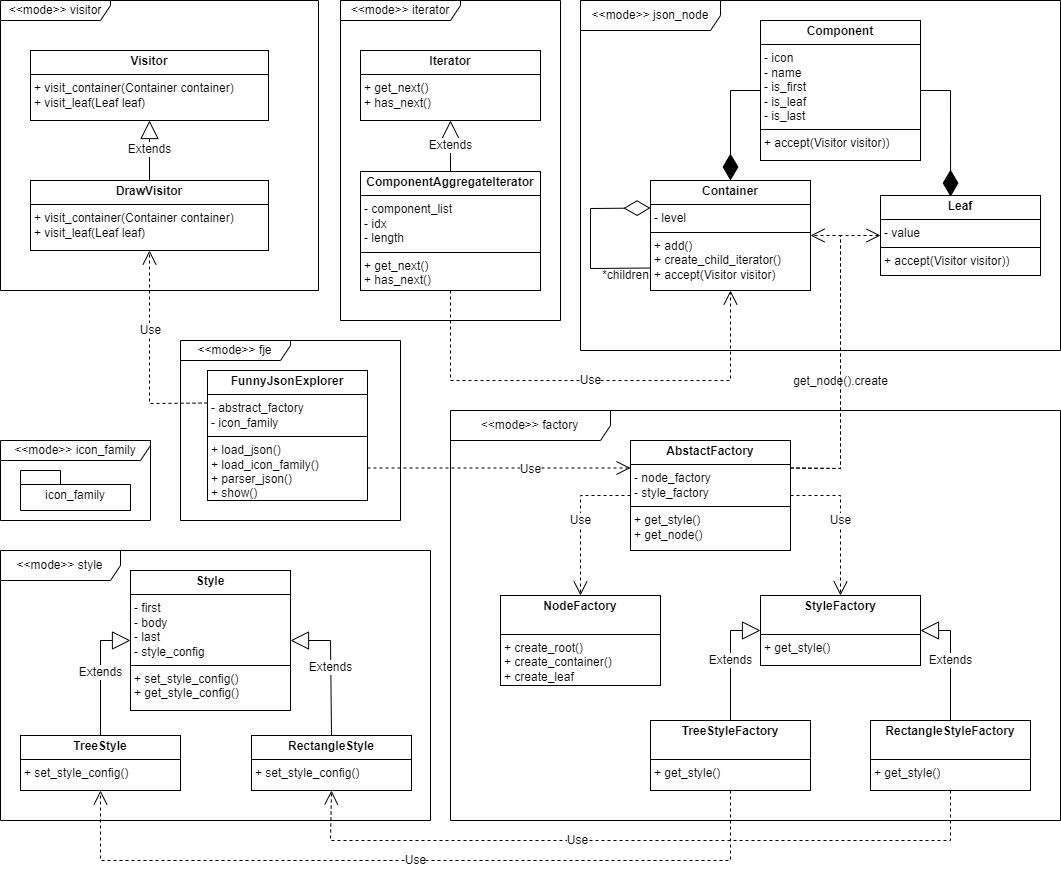 <<mode>> visitor
Visitor
+ visit_container(Container container)
+ visit_leaf(Leaf leaf)
Extends
DrawVisitor
+ visit_container(Container container)
+ visit_leaf(Leaf leaf)
Use
<<mode>> iterator
Iterator
+ get_next()
+ has_next()
Extends
ComponentAggregateIterator
- component_list
- idx
- length
+ get_next()
+ has_next()
Use
<<mode>> json_node
Component
- icon
- name
- is_first
- is_leaf
- is_last
+ accept(Visitor visitor))
Container
- level
+ add()
+ create_child_iterator()
+ accept(Visitor visitor)
*children
Leaf
- value
+ accept(Visitor visitor))
get_node().create
<<mode>> fje
FunnyJsonExplorer
- abstract_factory
- icon_family
+ load_json()
+ load_icon_family()
+ parser_json()
+ show()
Use
<<mode>> icon_family
icon_family
<<mode>> factory
AbstactFactory
- node_factory
- style_factory
+ get_style()
+ get_node()
Use
Use
NodeFactory
+ create_root()
+ create_container()
+ create_leaf
StyleFactory
+ get_style()
Extends
Extends
TreeStyleFactory
+ get_style()
RectangleStyleFactory
+ get_style()
<<mode>> style
Style
- first
- body
- last
- style_config
+ set_style_config()
+ get_style_config()
Extends
Extends
TreeStyle
+ set_style_config()
RectangleStyle
+ set_style_config()
Use
Use